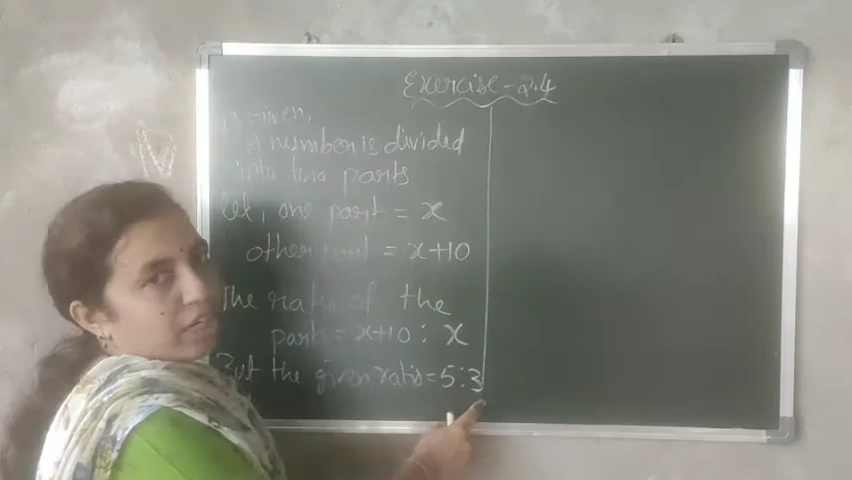 Exercise - 2.4
given,
A number is divided
into two parts
let, one part = x
other part = x+10
The ratio of the
parts = x+10 : x
But the given ratio = 5:3